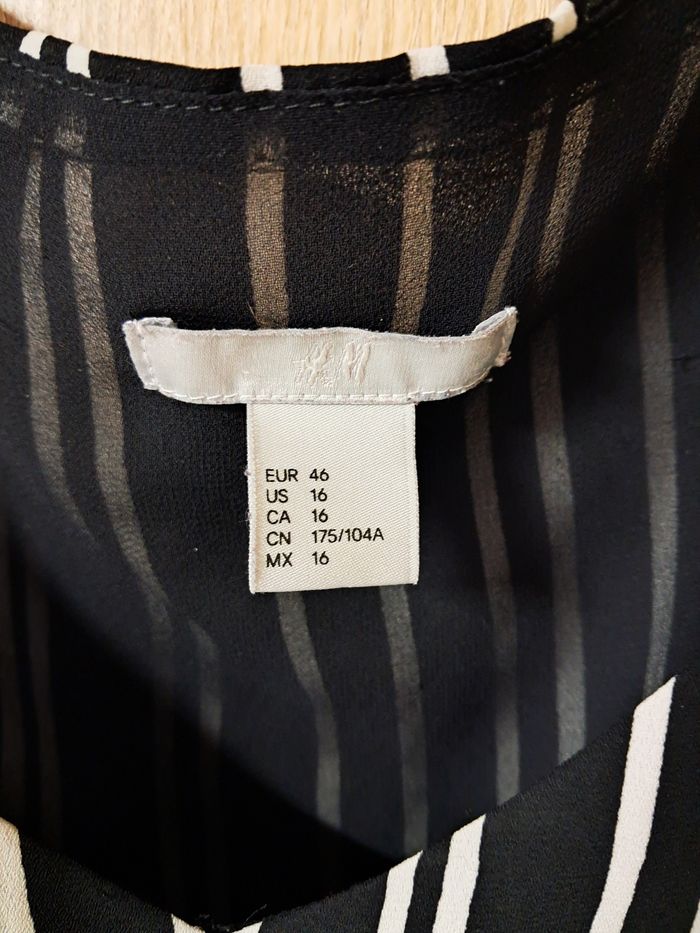 H&M
EUR 46
US 16
CA 16
CN 175/104A
MX 16